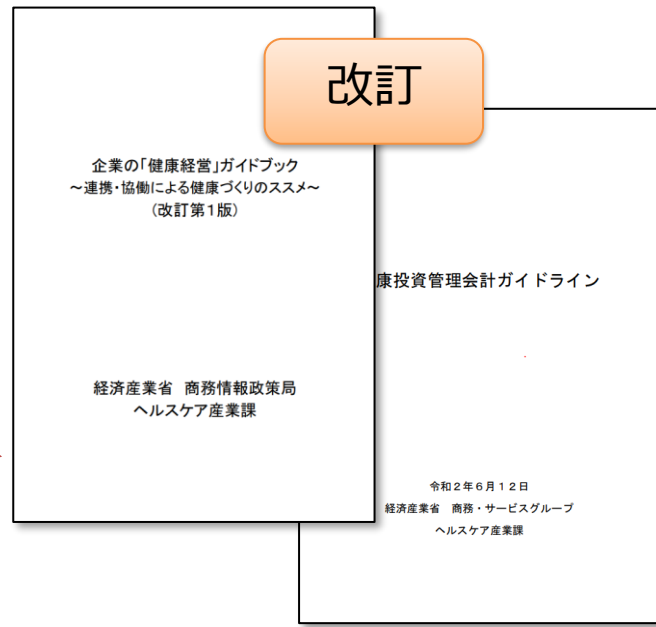 改訂
企業の「健康経営」ガイドブック
～連携・協働による健康づくりのススメ～
(改訂第1版)
経済産業省 商務情報政策局
ヘルスケア産業課
康投資管理会計ガイドライン
令和2年6月12日
経済産業省 商務・サービスグループ
ヘルスケア産業課